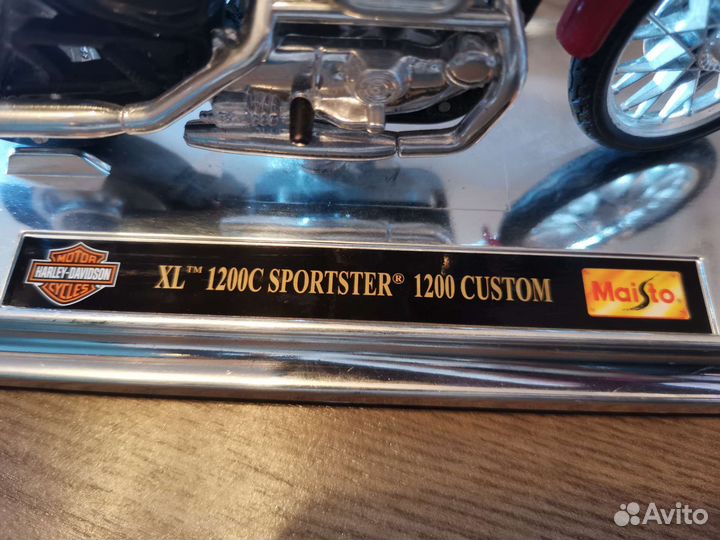 MOTOR
HARLEY-DAVIDSON
CYCLES
XL™ 1200C SPORTSTER® 1200 CUSTOM
Maisto
Avito